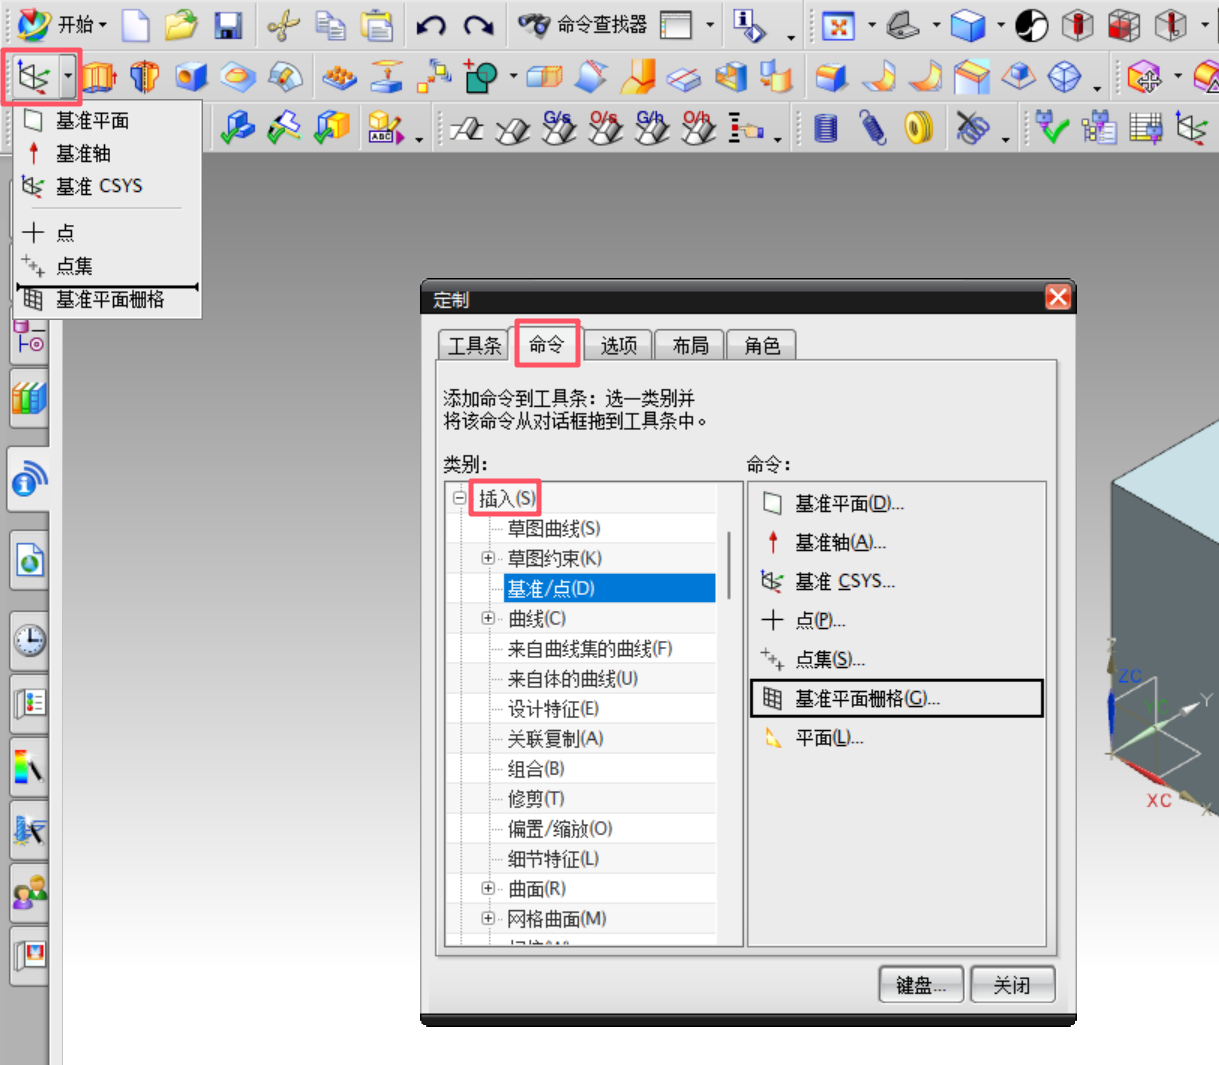 开始
命令查找器
基准平面
基准轴
基准 CSYS
点
点集
基准平面栅格
ABC
G/s
O/s
G/h
O/h
定制
工具条
命令
选项
布局
角色
添加命令到工具条：选一类别并
将该命令从对话框拖到工具条中。
类别：
命令：
插入(S)
草图曲线(S)
草图约束(K)
基准/点(D)
曲线(C)
来自曲线集的曲线(F)
来自体的曲线(U)
设计特征(E)
关联复制(A)
组合(B)
修剪(T)
偏置/缩放(O)
细节特征(L)
曲面(R)
网格曲面(M)
基准平面(D)...
基准轴(A)...
基准 CSYS...
点(P)...
点集(S)...
基准平面栅格(G)...
平面(L)...
键盘...
关闭
Z
ZC
YC
Y
XC
X